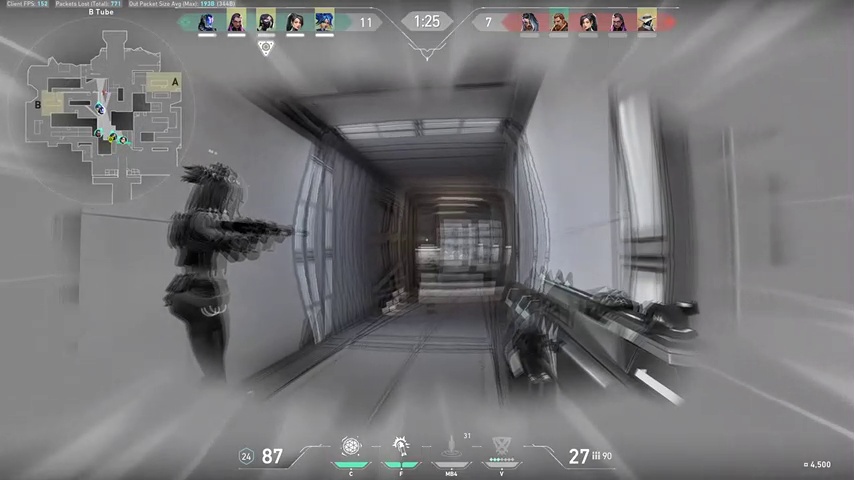 Client FPS: 152 Packets Lost (Total): 771 Out Packet Size Avg (Max): 193B (364B)
B Tube
11
1:25
7
A
B
31
24
87
C
F
MB4
V
27
90
4,500